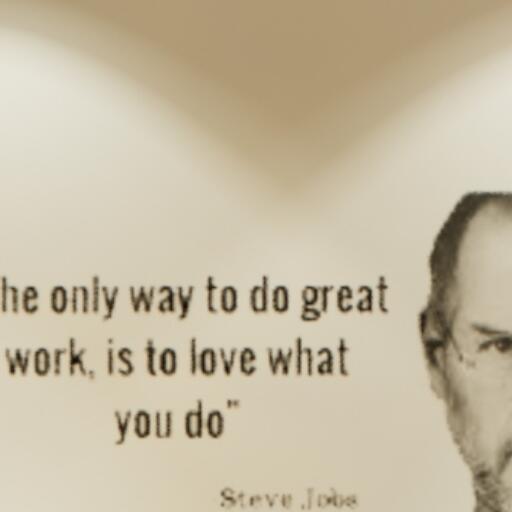 he only way to do great
work, is to love what
you do"
Steve Jobs